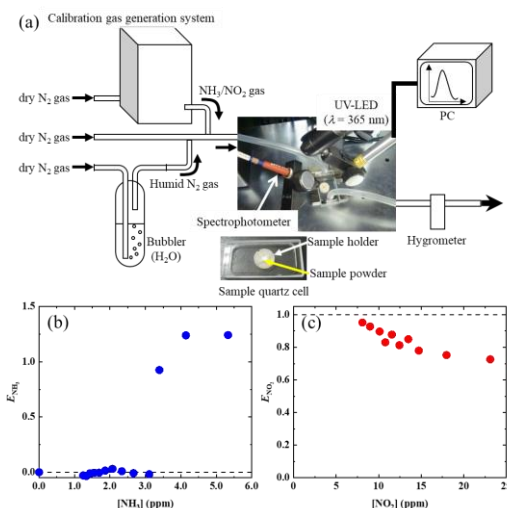 (a)
Calibration gas generation system
dry N₂ gas
NH₃/NO₂ gas
dry N₂ gas
dry N₂ gas
Humid N₂ gas
Bubbler
(H₂O)
UV-LED
(λ = 365 nm)
PC
Spectrophotometer
Hygrometer
Sample holder
Sample powder
Sample quartz cell
(b)
1.5
1.0
0.5
0.0
E_NH₃
0.0 1.0 2.0 3.0 4.0 5.0 6.0
[NH₃] (ppm)
(c)
1.0
0.8
0.6
0.4
0.2
0.0
E_NO₂
0 5 10 15 20 25
[NO₂] (ppm)